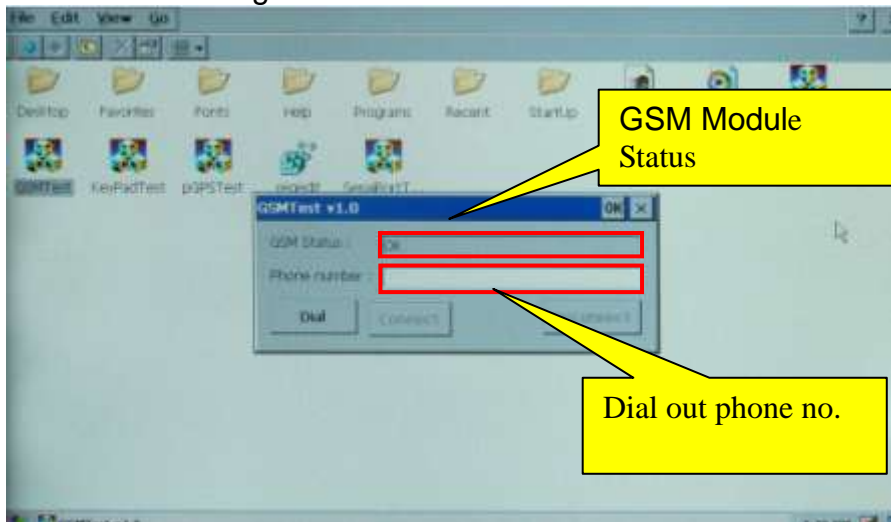 File Edit View Go
?
Desktop Favorites Fonts Help Programs Recent StartUp
GSM Module
Status
GSMTest KeyPadTest pGPSTest regedit SerialPortT...
GSMTest v1.0 OK ×
GSM Status : OK
Phone number :
Dial Connect
Dial out phone no.